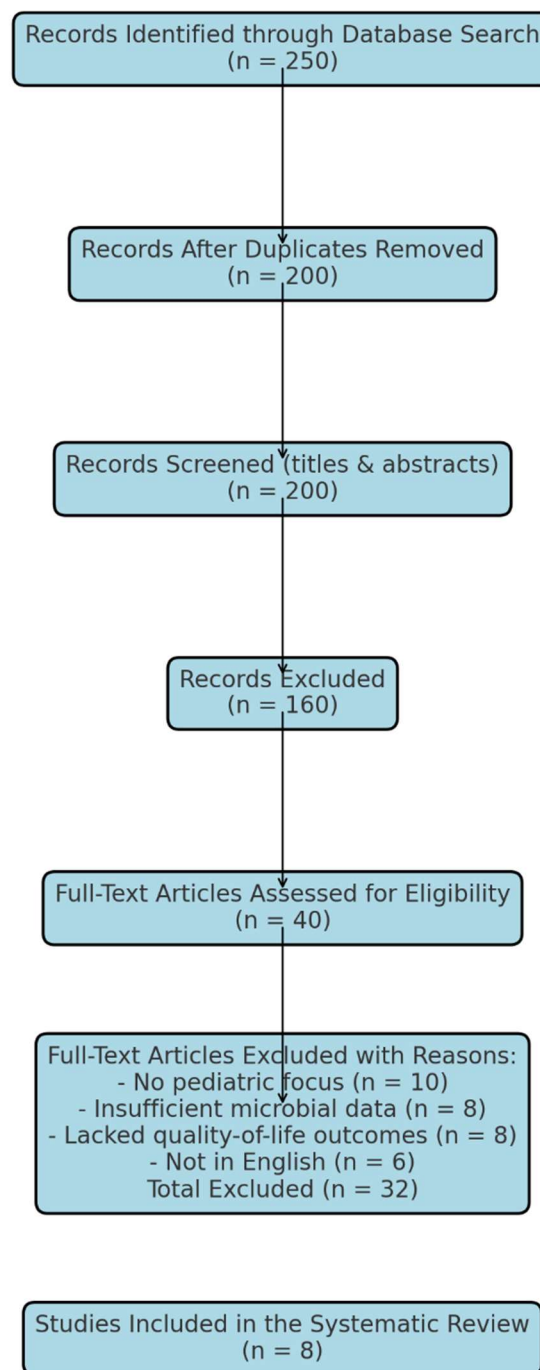 Records Identified through Database Search
(n = 250)
Records After Duplicates Removed
(n = 200)
Records Screened (titles & abstracts)
(n = 200)
Records Excluded
(n = 160)
Full-Text Articles Assessed for Eligibility
(n = 40)
Full-Text Articles Excluded with Reasons:
- No pediatric focus (n = 10)
- Insufficient microbial data (n = 8)
- Lacked quality-of-life outcomes (n = 8)
- Not in English (n = 6)
Total Excluded (n = 32)
Studies Included in the Systematic Review
(n = 8)